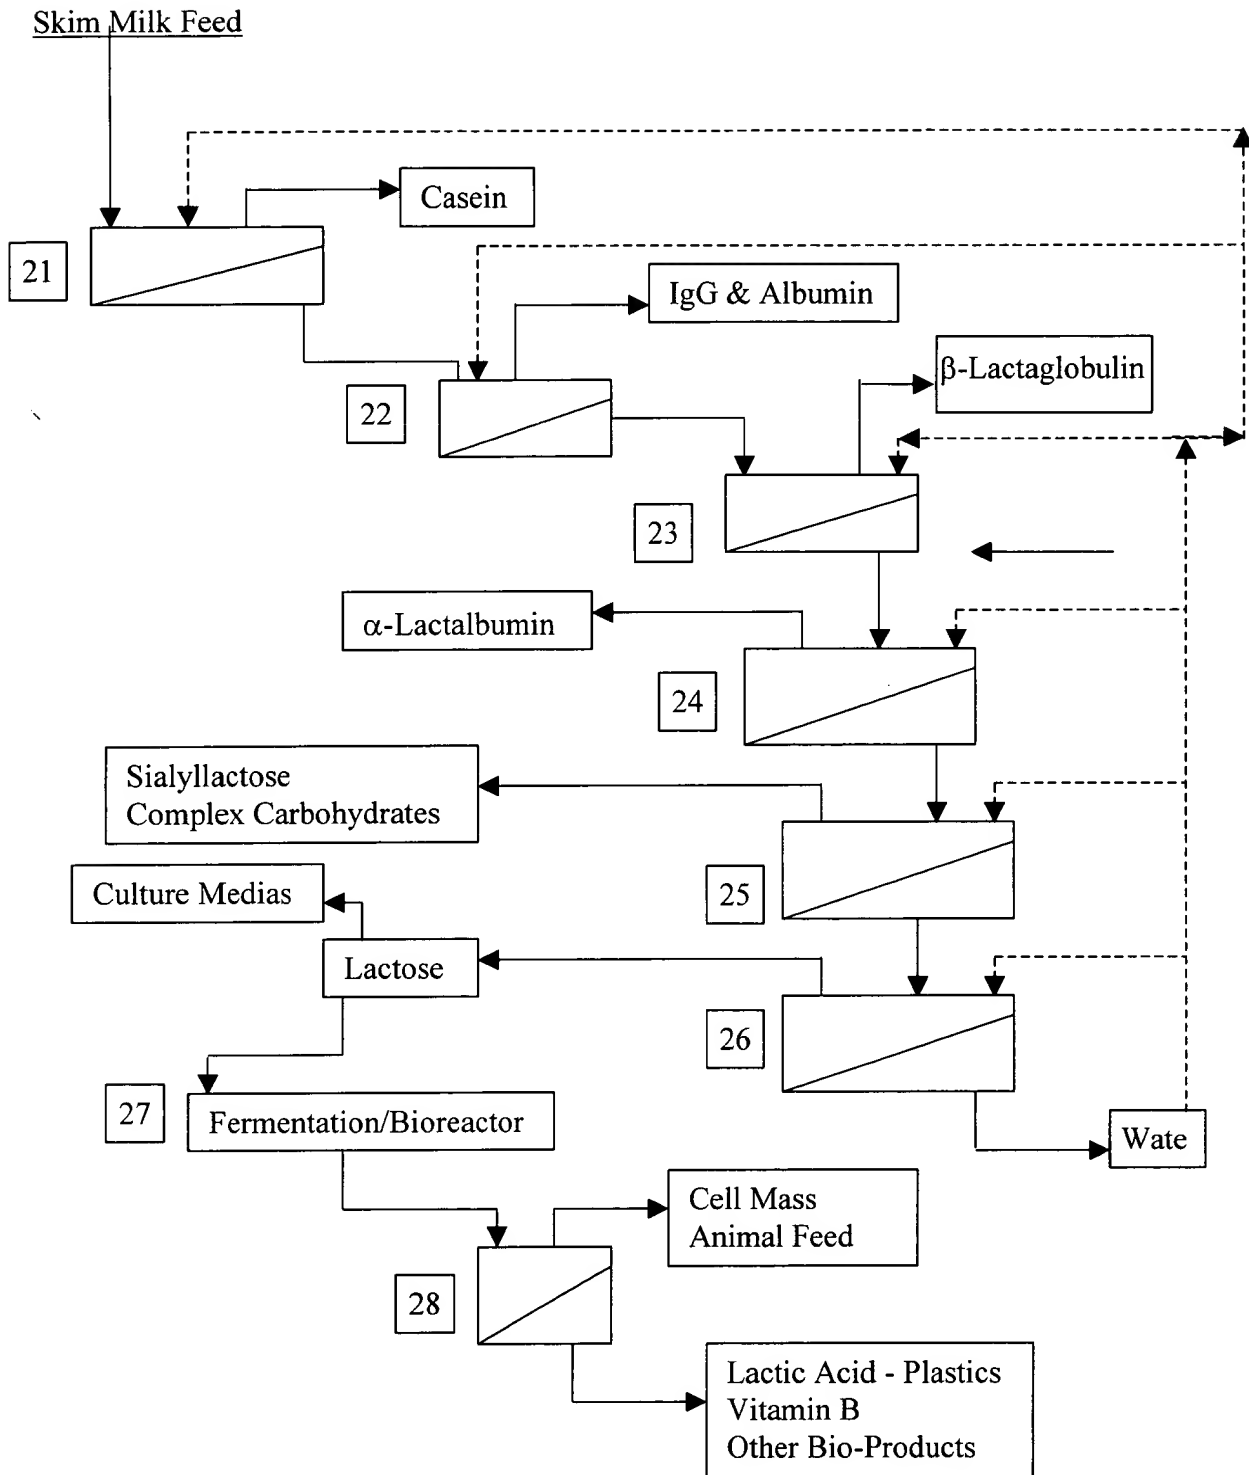 Skim Milk Feed
Casein
21
IgG & Albumin
β-Lactaglobulin
22
23
α-Lactalbumin
24
Sialyllactose
Complex Carbohydrates
25
Culture Medias
Lactose
26
27
Fermentation/Bioreactor
Wate
Cell Mass
Animal Feed
28
Lactic Acid - Plastics
Vitamin B
Other Bio-Products